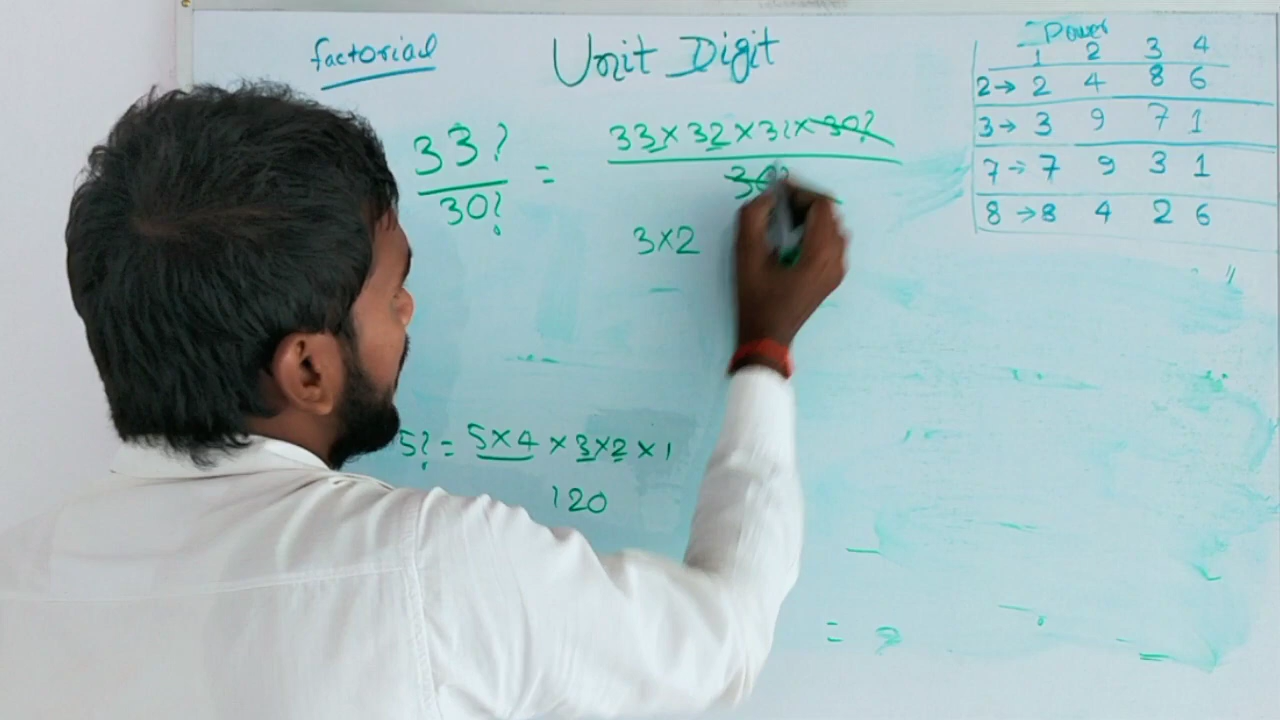 factorial
Unit Digit
33! / 30! = 33×32×31×30! / 30!
3×2
5! = 5×4×3×2×1
120
= ?
Power
1 2 3 4
2→ 2 4 8 6
3→ 3 9 7 1
7→ 7 9 3 1
8→ 8 4 2 6